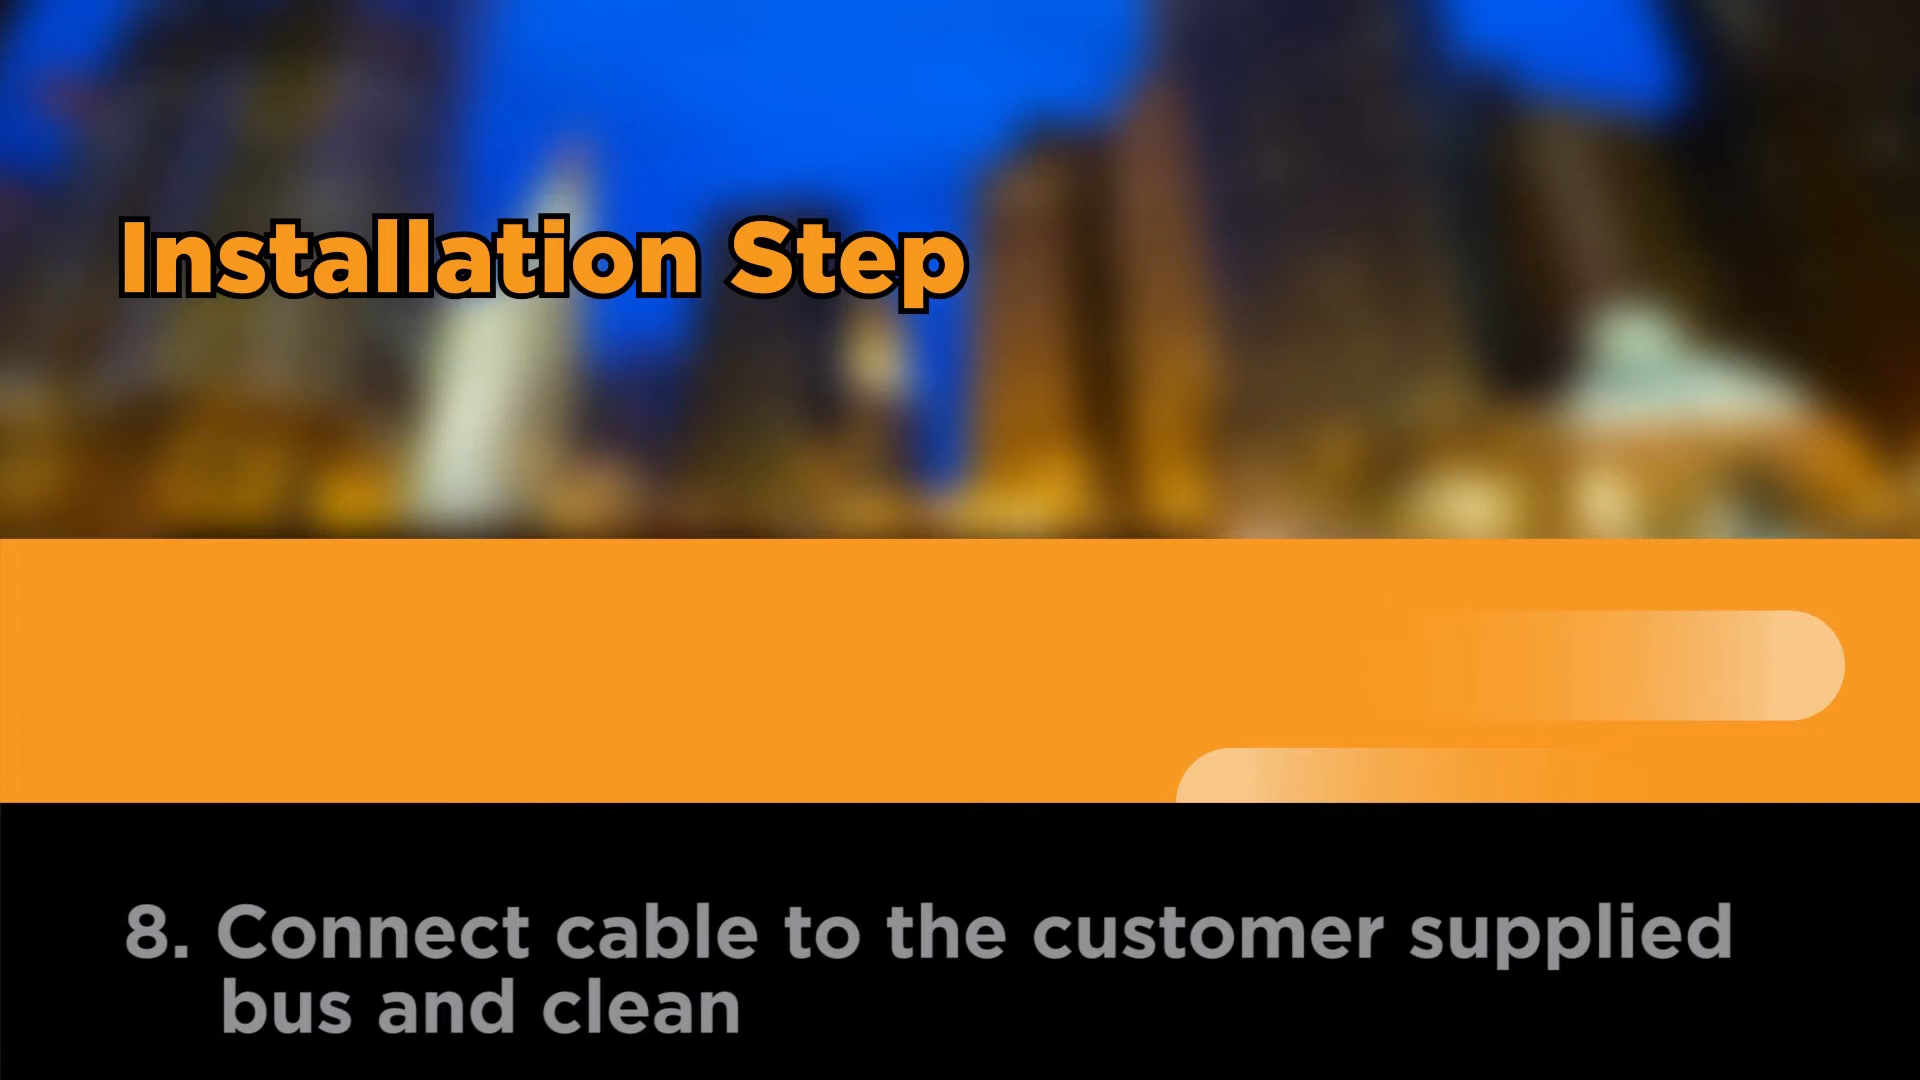 Installation Step
8. Connect cable to the customer supplied
bus and clean